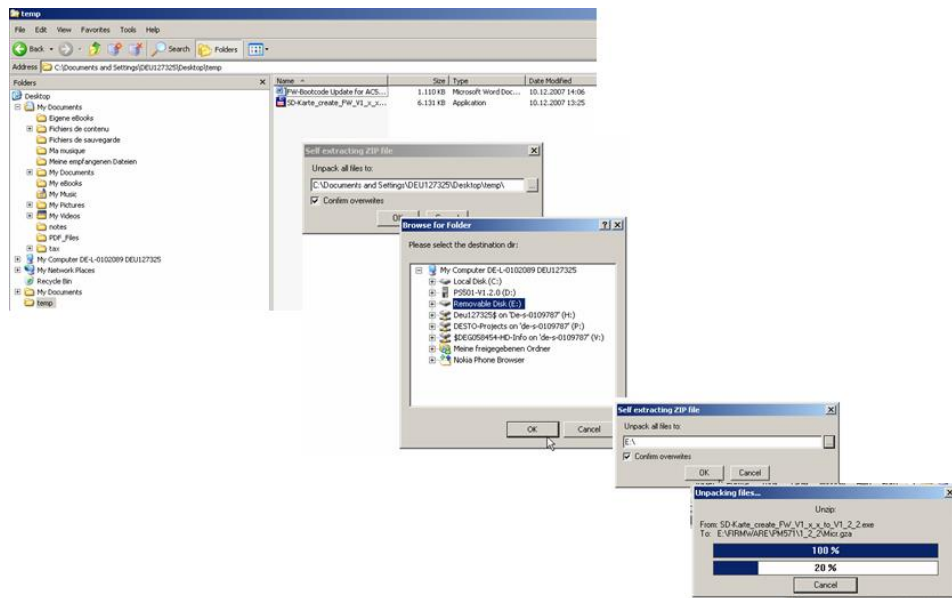 temp
File Edit View Favorites Tools Help
Back Search Folders
Address C:\Documents and Settings\DEU127325\Desktop\temp
Folders
Name Size Type Date Modified
FW-Bootcode Update for AC5... 1.110 KB Microsoft Word Doc... 10.12.2007 14:06
SD-Karte_create_FW_V1_x_x... 6.131 KB Application 10.12.2007 13:25
Desktop
My Documents
Eigene eBooks
Fichiers de contenu
Fichiers de sauvegarde
Ma musique
Meine empfangenen Dateien
My Documents
My eBooks
My Music
My Pictures
My Videos
notes
PDF_Files
tax
My Computer DE-L-0102089 DEU127325
My Network Places
Recycle Bin
My Documents
temp
Self extracting ZIP file
Unpack all files to:
C:\Documents and Settings\DEU127325\Desktop\temp\
...
Confirm overwrites
Browse for Folder
Please select the destination dir:
My Computer DE-L-0102089 DEU127325
Local Disk (C:)
PS501-V1.2.0 (D:)
Removable Disk (E:)
Deu127325$ on 'De-s-0109787' (H:)
DESTO-Projects on 'de-s-0109787' (P:)
$DEG058454-HD-Info on 'de-s-0109787' (V:)
Meine freigegebenen Ordner
Nokia Phone Browser
OK Cancel
Self extracting ZIP file
Unpack all files to:
E:\
...
Confirm overwrites
OK Cancel
Unpacking files...
Unzip:
From: SD-Karte_create_FW_V1_x_x_to_V1_2_2.exe
To: E:\FIRMWARE\PM571\1_2_2\Micr.gza
100 %
20 %
Cancel